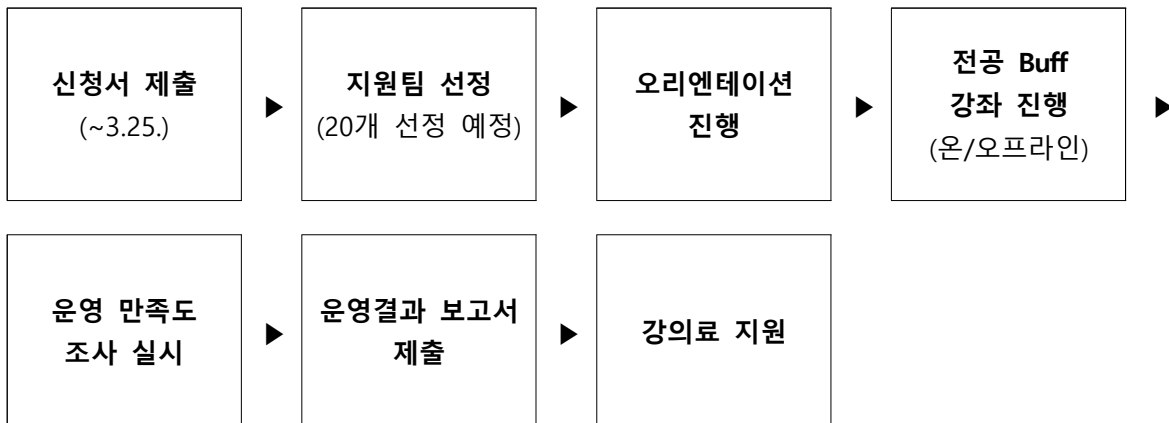 신청서 제출
(~3.25.)
▶
지원팀 선정
(20개 선정 예정)
▶
오리엔테이션
진행
▶
전공 Buff
강좌 진행
(온/오프라인)
▶
운영 만족도
조사 실시
▶
운영결과 보고서
제출
▶
강의료 지원